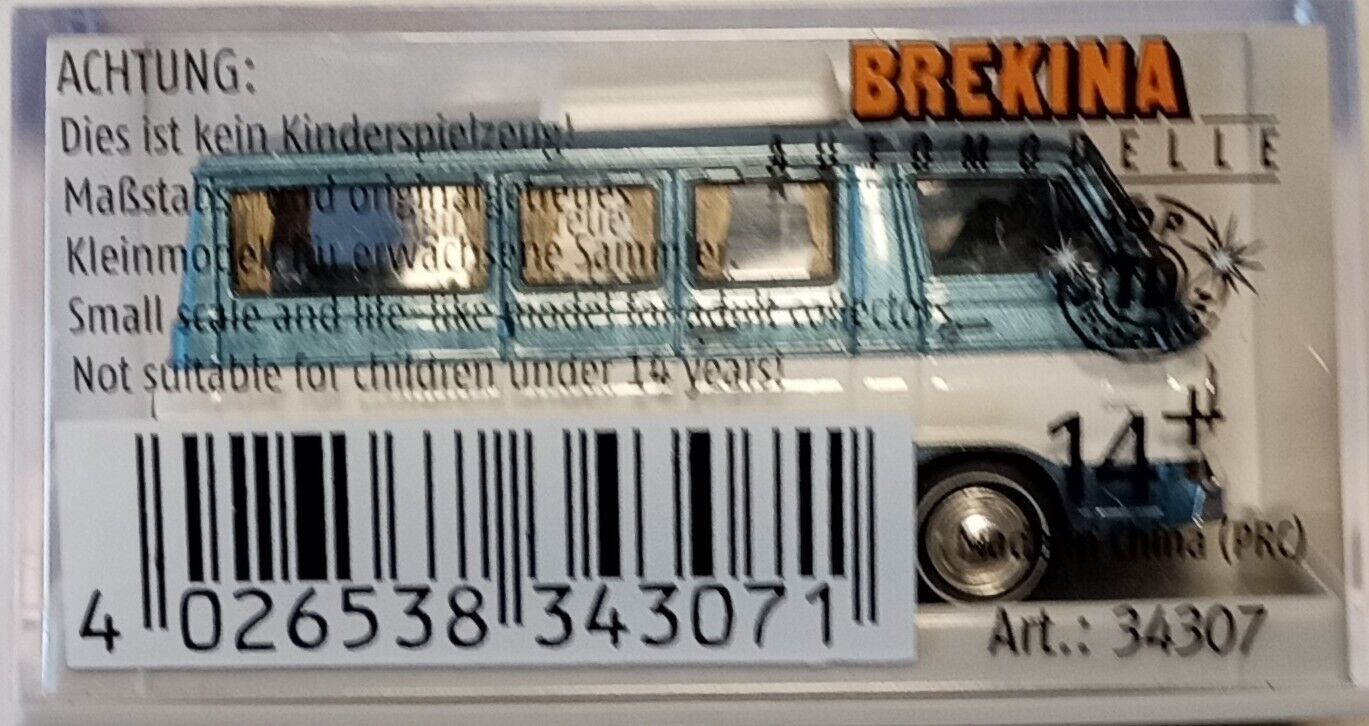 ACHTUNG:
Dies ist kein Kinderspielzeug!
Maßstabs- und originalgetreues
Kleinmodell für erwachsene Sammler.
Small scale and life-like model for adult collectors.
Not suitable for children under 14 years!
BREKINA
AUTOMODELLE
TOP
TD
14+
Made in China (PRC)
Art.: 34307
4 026538 343071